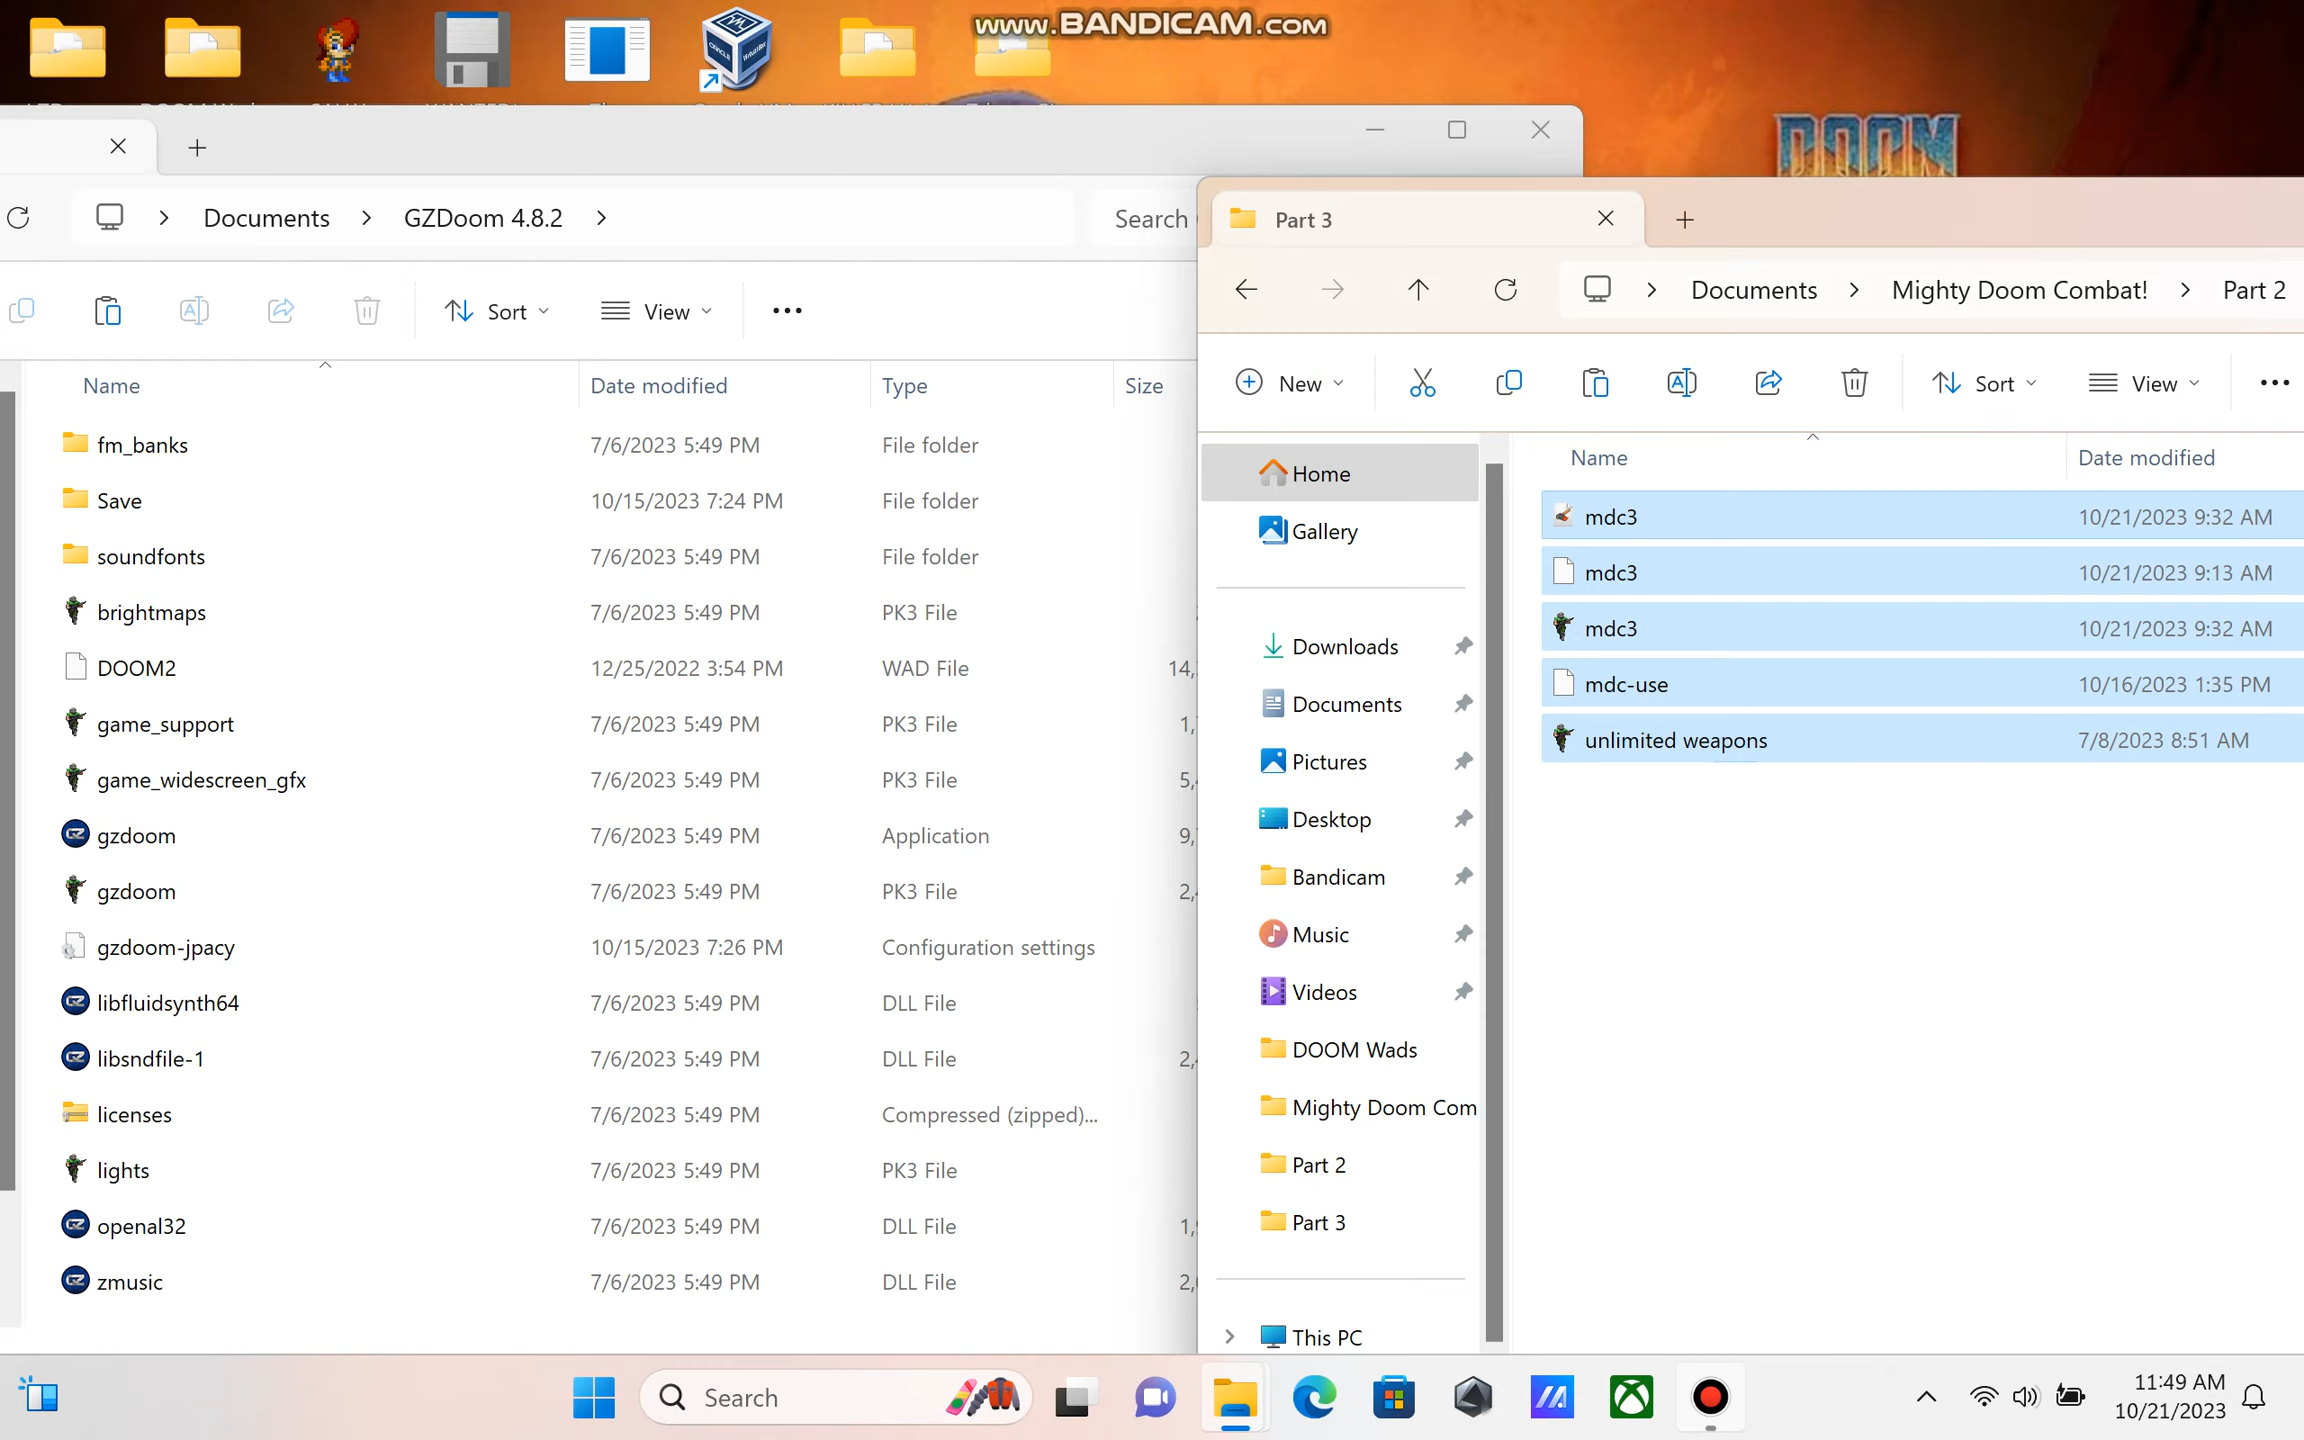 www.BANDICAM.com
DOOM
Documents
GZDoom 4.8.2
Search
Sort
View
Name
Date modified
Type
Size
fm_banks 7/6/2023 5:49 PM File folder
Save 10/15/2023 7:24 PM File folder
soundfonts 7/6/2023 5:49 PM File folder
brightmaps 7/6/2023 5:49 PM PK3 File
DOOM2 12/25/2022 3:54 PM WAD File 14,
game_support 7/6/2023 5:49 PM PK3 File 1,
game_widescreen_gfx 7/6/2023 5:49 PM PK3 File 5,
gzdoom 7/6/2023 5:49 PM Application 9,
gzdoom 7/6/2023 5:49 PM PK3 File 2,
gzdoom-jpacy 10/15/2023 7:26 PM Configuration settings
libfluidsynth64 7/6/2023 5:49 PM DLL File
libsndfile-1 7/6/2023 5:49 PM DLL File 2,
licenses 7/6/2023 5:49 PM Compressed (zipped)...
lights 7/6/2023 5:49 PM PK3 File
openal32 7/6/2023 5:49 PM DLL File 1,
zmusic 7/6/2023 5:49 PM DLL File 2,
Part 3
Documents
Mighty Doom Combat!
Part 2
New
Sort
View
Home
Gallery
Downloads
Documents
Pictures
Desktop
Bandicam
Music
Videos
DOOM Wads
Mighty Doom Com
Part 2
Part 3
This PC
Name
Date modified
mdc3 10/21/2023 9:32 AM
mdc3 10/21/2023 9:13 AM
mdc3 10/21/2023 9:32 AM
mdc-use 10/16/2023 1:35 PM
unlimited weapons 7/8/2023 8:51 AM
Search
11:49 AM
10/21/2023